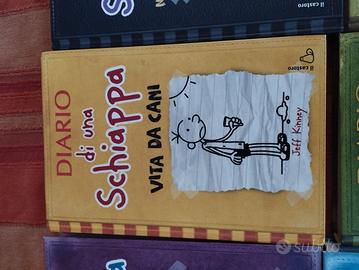 DIARIO
di una
Schiappa
VITA DA CANI
Jeff Kinney
il castoro
il castoro
subito